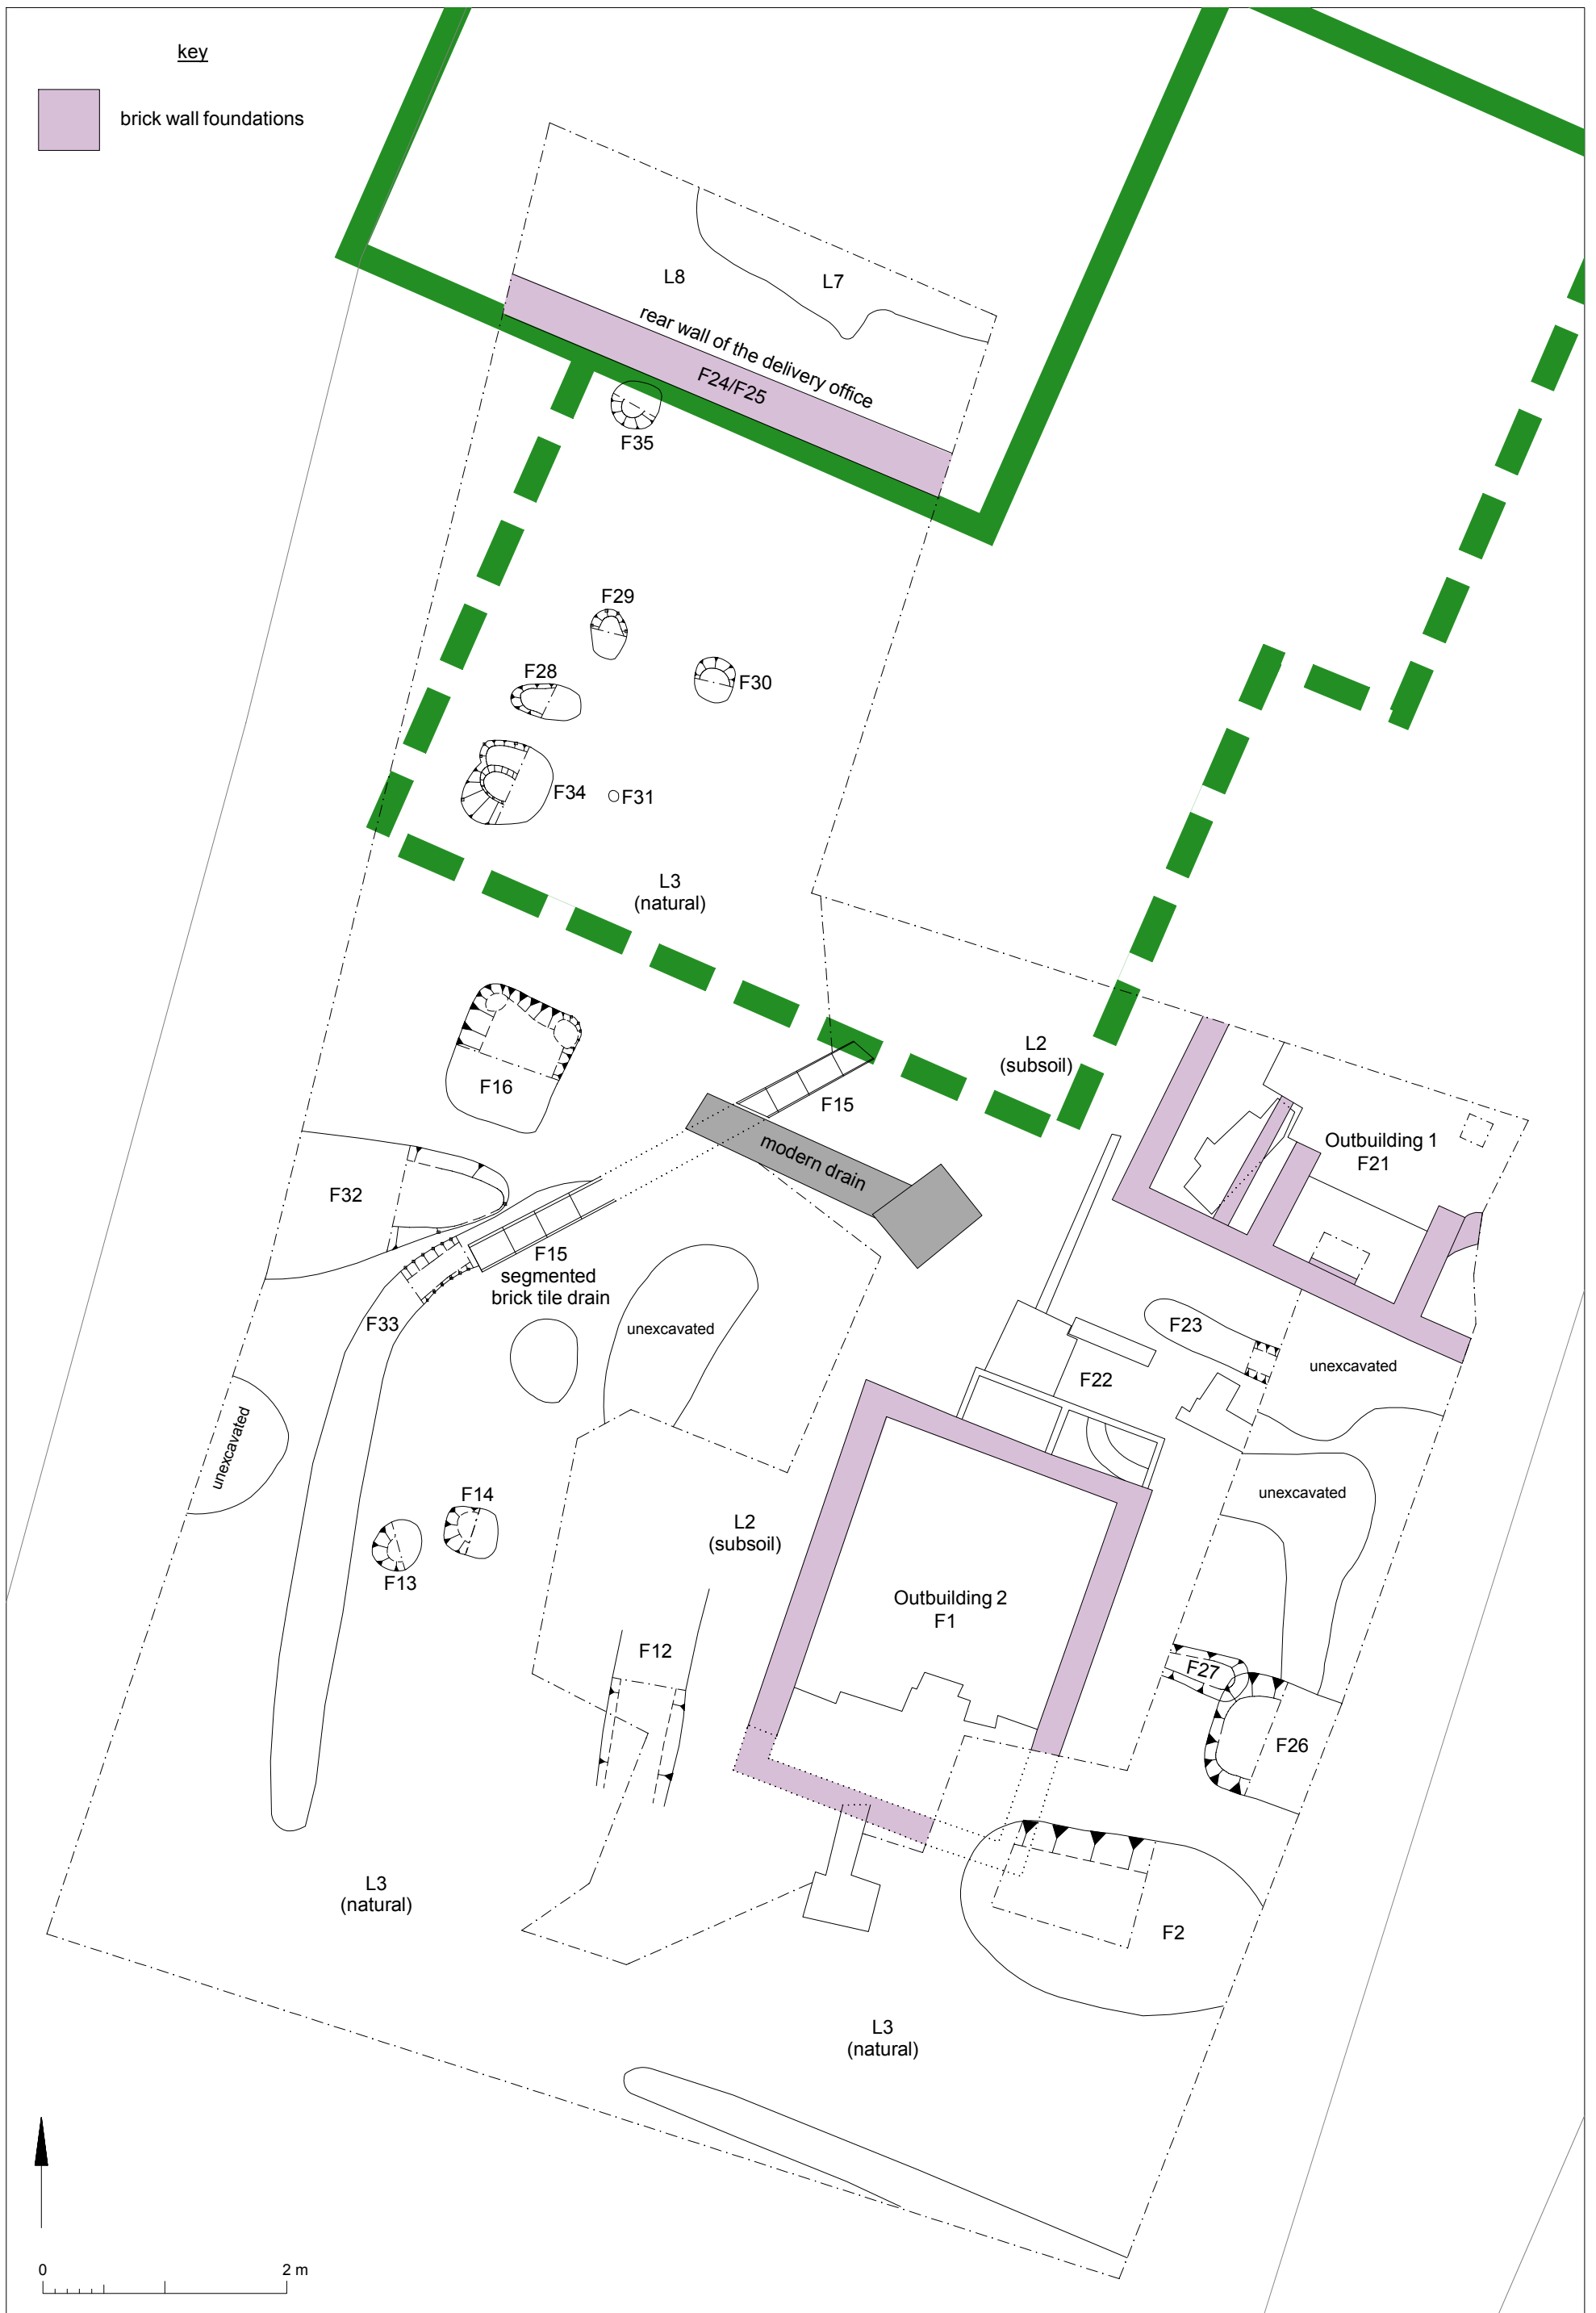 key
brick wall foundations
L8
L7
rear wall of the delivery office
F24/F25
F35
F29
F28
F30
F34
F31
L3
(natural)
L2
(subsoil)
F16
F15
modern drain
Outbuilding 1
F21
F32
F15
segmented
brick tile drain
F33
unexcavated
F23
unexcavated
F22
unexcavated
unexcavated
F14
F13
L2
(subsoil)
Outbuilding 2
F1
F12
F27
F26
L3
(natural)
F2
L3
(natural)
0
2 m